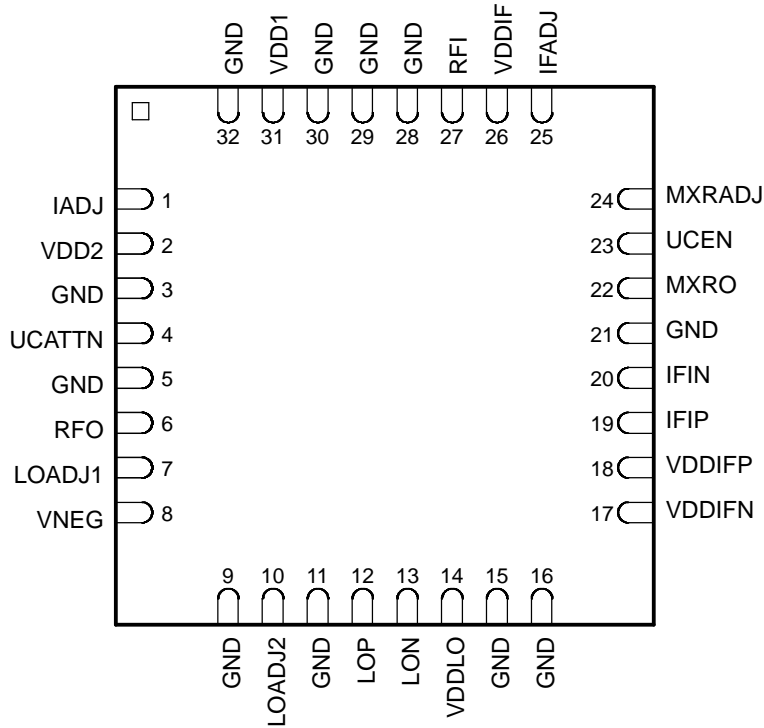 GND VDD1 GND GND GND RFI VDDIF IFADJ
32 31 30 29 28 27 26 25
IADJ 1
VDD2 2
GND 3
UCATTN 4
GND 5
RFO 6
LOADJ1 7
VNEG 8
24 MXRADJ
23 UCEN
22 MXRO
21 GND
20 IFIN
19 IFIP
18 VDDIFP
17 VDDIFN
9 10 11 12 13 14 15 16
GND LOADJ2 GND LOP LON VDDLO GND GND